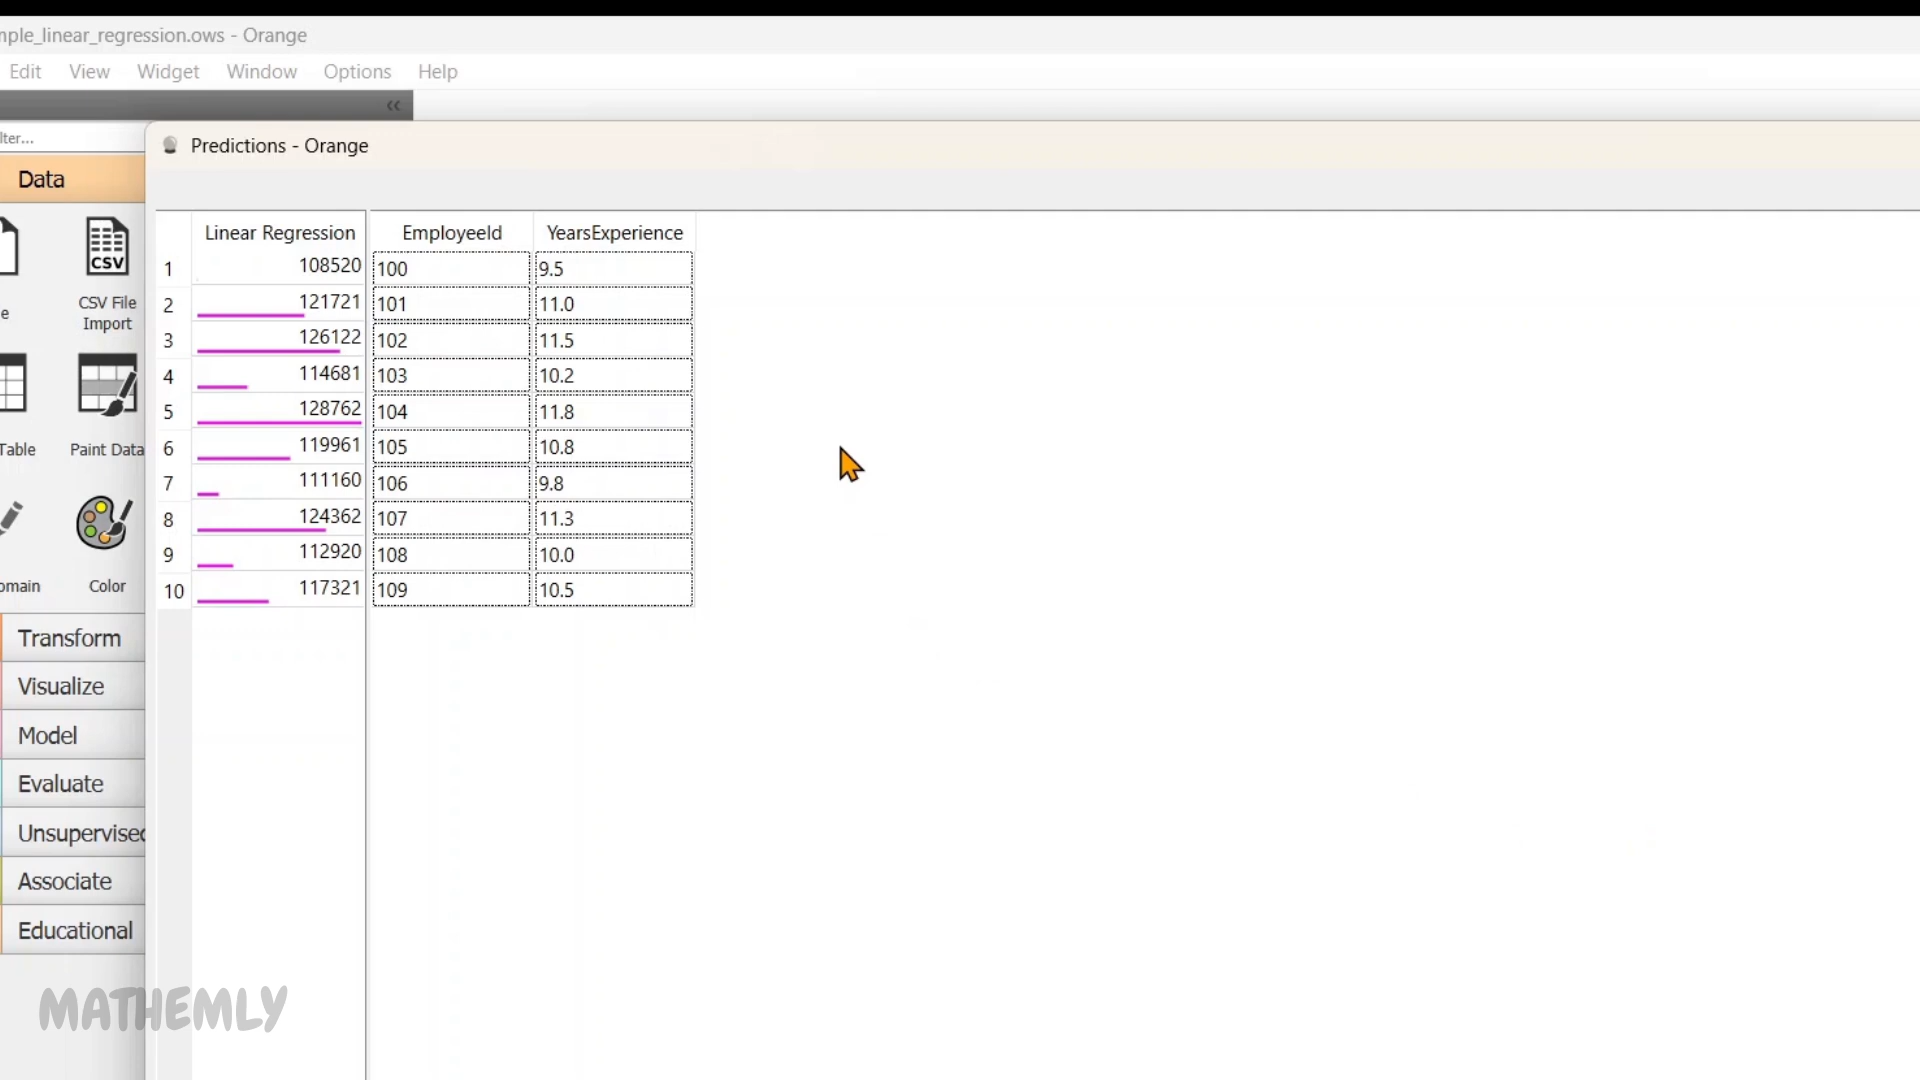 mple_linear_regression.ows - Orange
Edit View Widget Window Options Help
lter...
Predictions - Orange
Data
CSV File
Import
Table
Paint Data
omain
Color
Transform
Visualize
Model
Evaluate
Unsupervised
Associate
Educational
Linear Regression EmployeeId YearsExperience
1 108520 100 9.5
2 121721 101 11.0
3 126122 102 11.5
4 114681 103 10.2
5 128762 104 11.8
6 119961 105 10.8
7 111160 106 9.8
8 124362 107 11.3
9 112920 108 10.0
10 117321 109 10.5
MATHEMLY